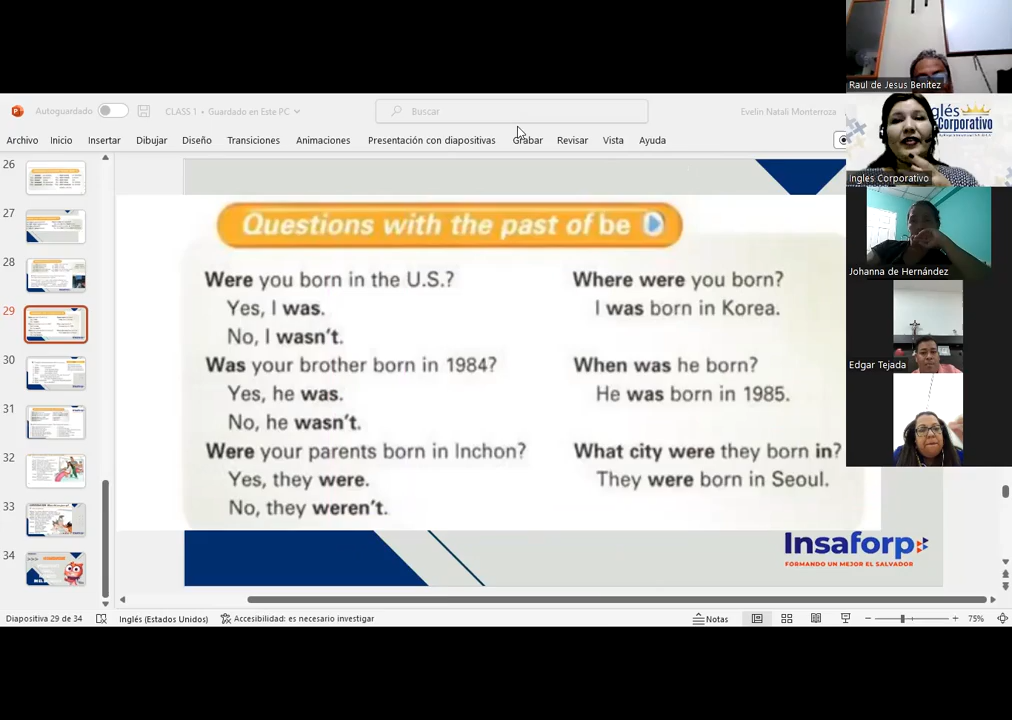 Raul de Jesus Benitez
Autoguardado
CLASS 1 • Guardado en Este PC
Buscar
Evelin Natali Monterroza
Inglés Corporativo
Archivo Inicio Insertar Dibujar Diseño Transiciones Animaciones Presentación con diapositivas Grabar Revisar Vista Ayuda
Inglés Corporativo
Johanna de Hernández
Edgar Tejada
26
27
28
29
30
31
32
33
34
Questions with the past of be
Were you born in the U.S.?
Yes, I was.
No, I wasn't.
Was your brother born in 1984?
Yes, he was.
No, he wasn't.
Were your parents born in Inchon?
Yes, they were.
No, they weren't.
Where were you born?
I was born in Korea.
When was he born?
He was born in 1985.
What city were they born in?
They were born in Seoul.
Insaforp
FORMANDO UN MEJOR EL SALVADOR
Diapositiva 29 de 34 Inglés (Estados Unidos) Accesibilidad: es necesario investigar Notas 75%